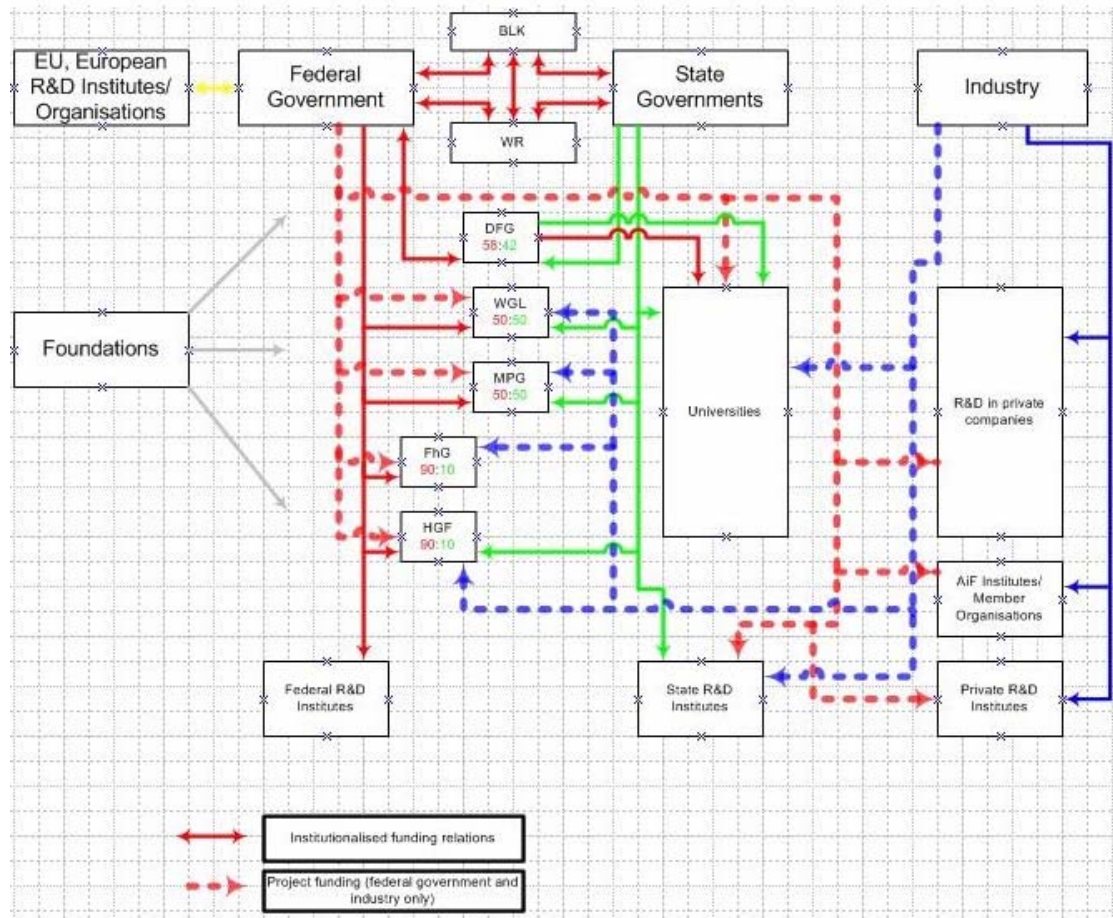 BLK
EU, European
R&D Institutes/
Organisations
Federal
Government
State
Governments
Industry
WR
DFG
58:42
WGL
50:50
Foundations
MPG
50:50
Universities
R&D in private
companies
FhG
90:10
HGF
90:10
AiF Institutes/
Member
Organisations
Federal R&D
Institutes
State R&D
Institutes
Private R&D
Institutes
Institutionalised funding relations
Project funding (federal government and
industry only)